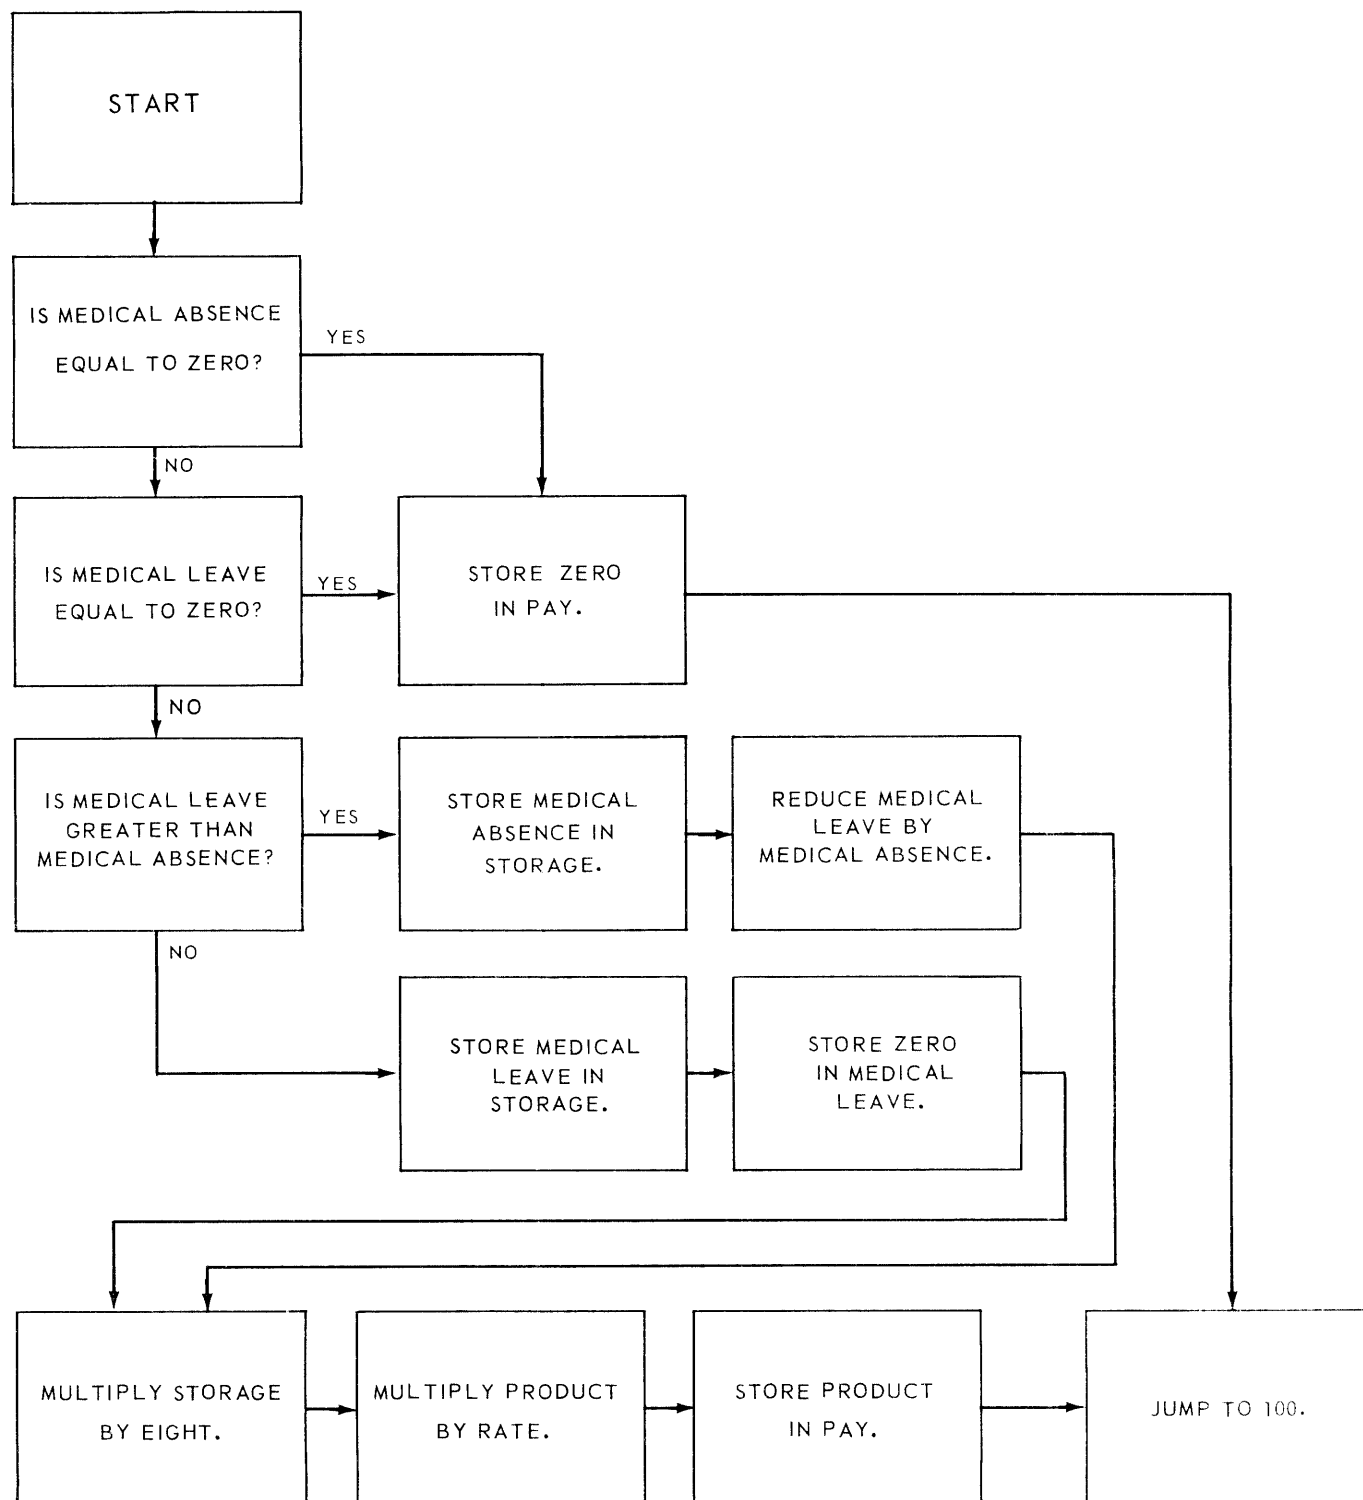 START
IS MEDICAL ABSENCE
EQUAL TO ZERO?
YES
NO
IS MEDICAL LEAVE
EQUAL TO ZERO?
YES
STORE ZERO
IN PAY.
NO
IS MEDICAL LEAVE
GREATER THAN
MEDICAL ABSENCE?
YES
STORE MEDICAL
ABSENCE IN
STORAGE.
REDUCE MEDICAL
LEAVE BY
MEDICAL ABSENCE.
NO
STORE MEDICAL
LEAVE IN
STORAGE.
STORE ZERO
IN MEDICAL
LEAVE.
MULTIPLY STORAGE
BY EIGHT.
MULTIPLY PRODUCT
BY RATE.
STORE PRODUCT
IN PAY.
JUMP TO 100.